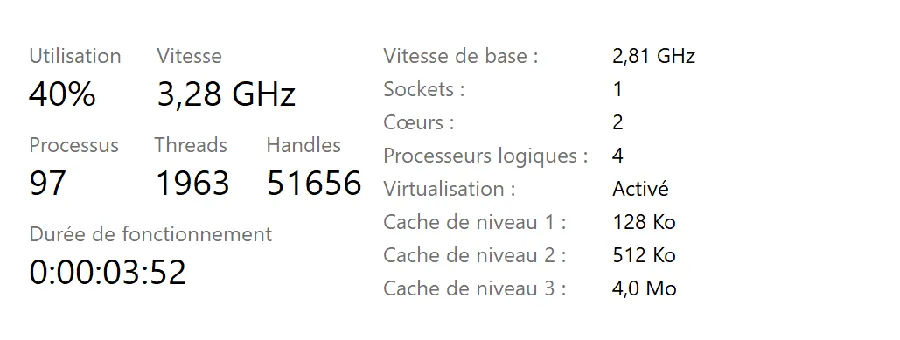 Utilisation Vitesse
40% 3,28 GHz
Processus Threads Handles
97 1963 51656
Durée de fonctionnement
0:00:03:52
Vitesse de base : 2,81 GHz
Sockets : 1
Cœurs : 2
Processeurs logiques : 4
Virtualisation : Activé
Cache de niveau 1 : 128 Ko
Cache de niveau 2 : 512 Ko
Cache de niveau 3 : 4,0 Mo